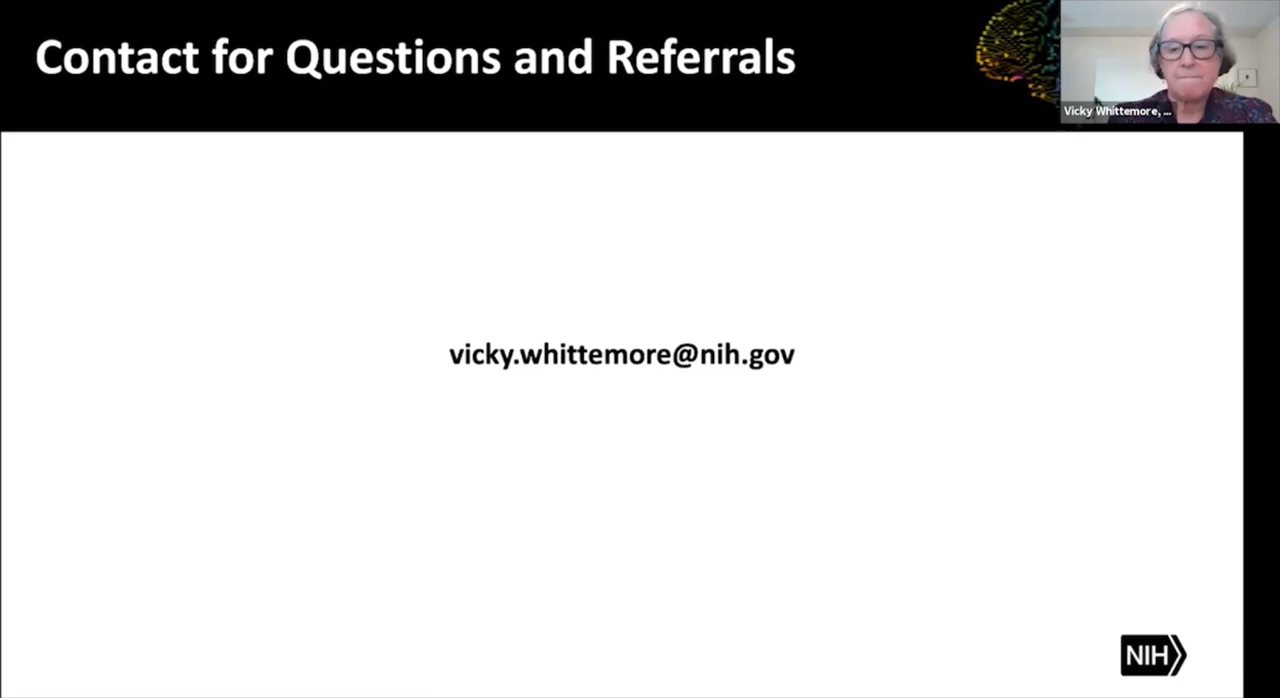 Contact for Questions and Referrals
Vicky Whittemore, ...
vicky.whittemore@nih.gov
NIH